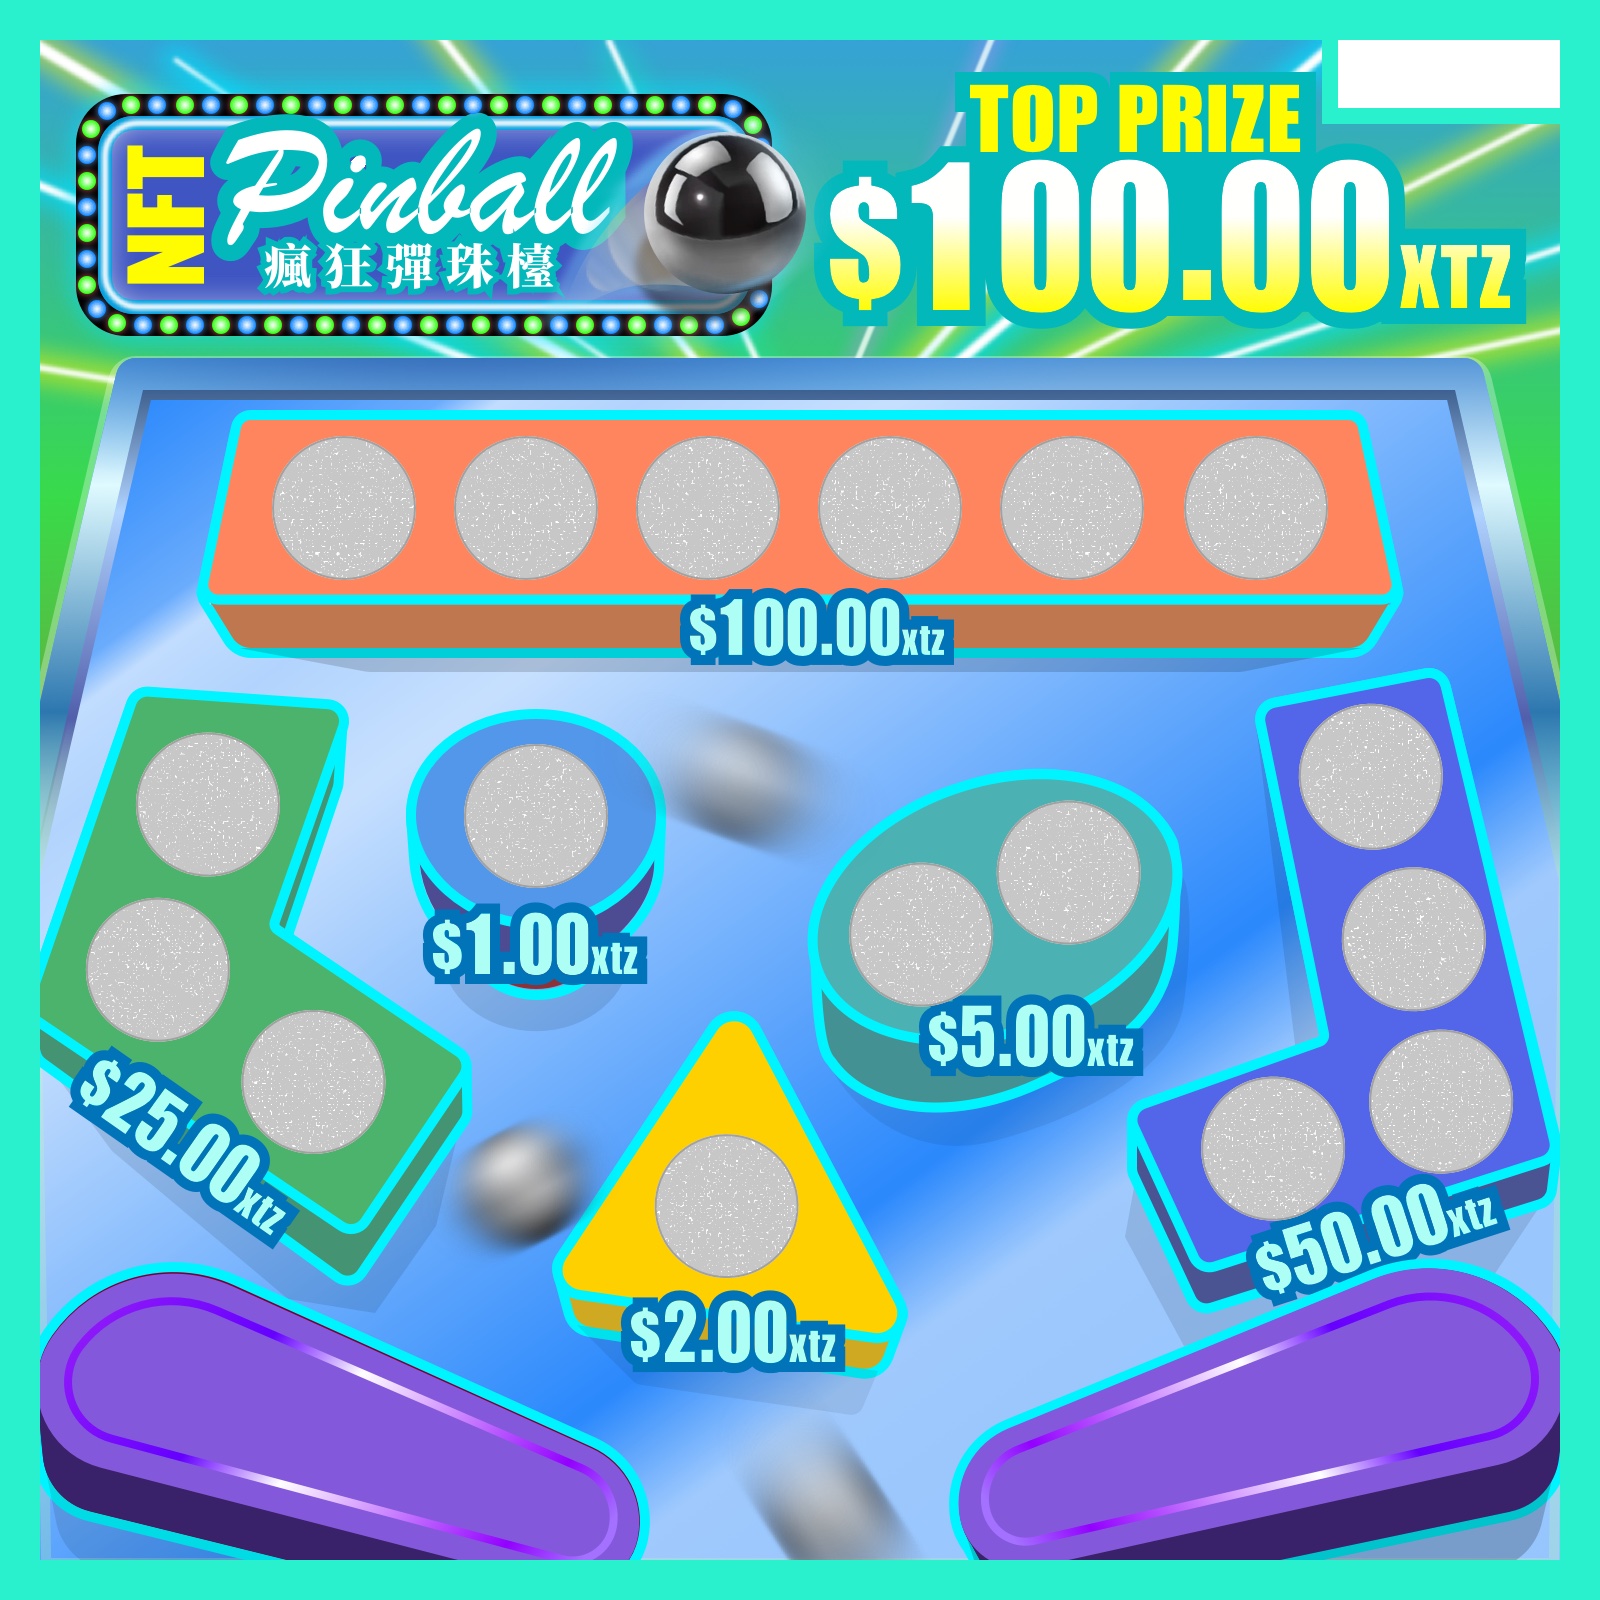 TOP PRIZE
NFT
Pinball
瘋狂彈珠檯
$100.00XTZ
$100.00xtz
$1.00xtz
$5.00xtz
$25.00xtz
$50.00xtz
$2.00xtz